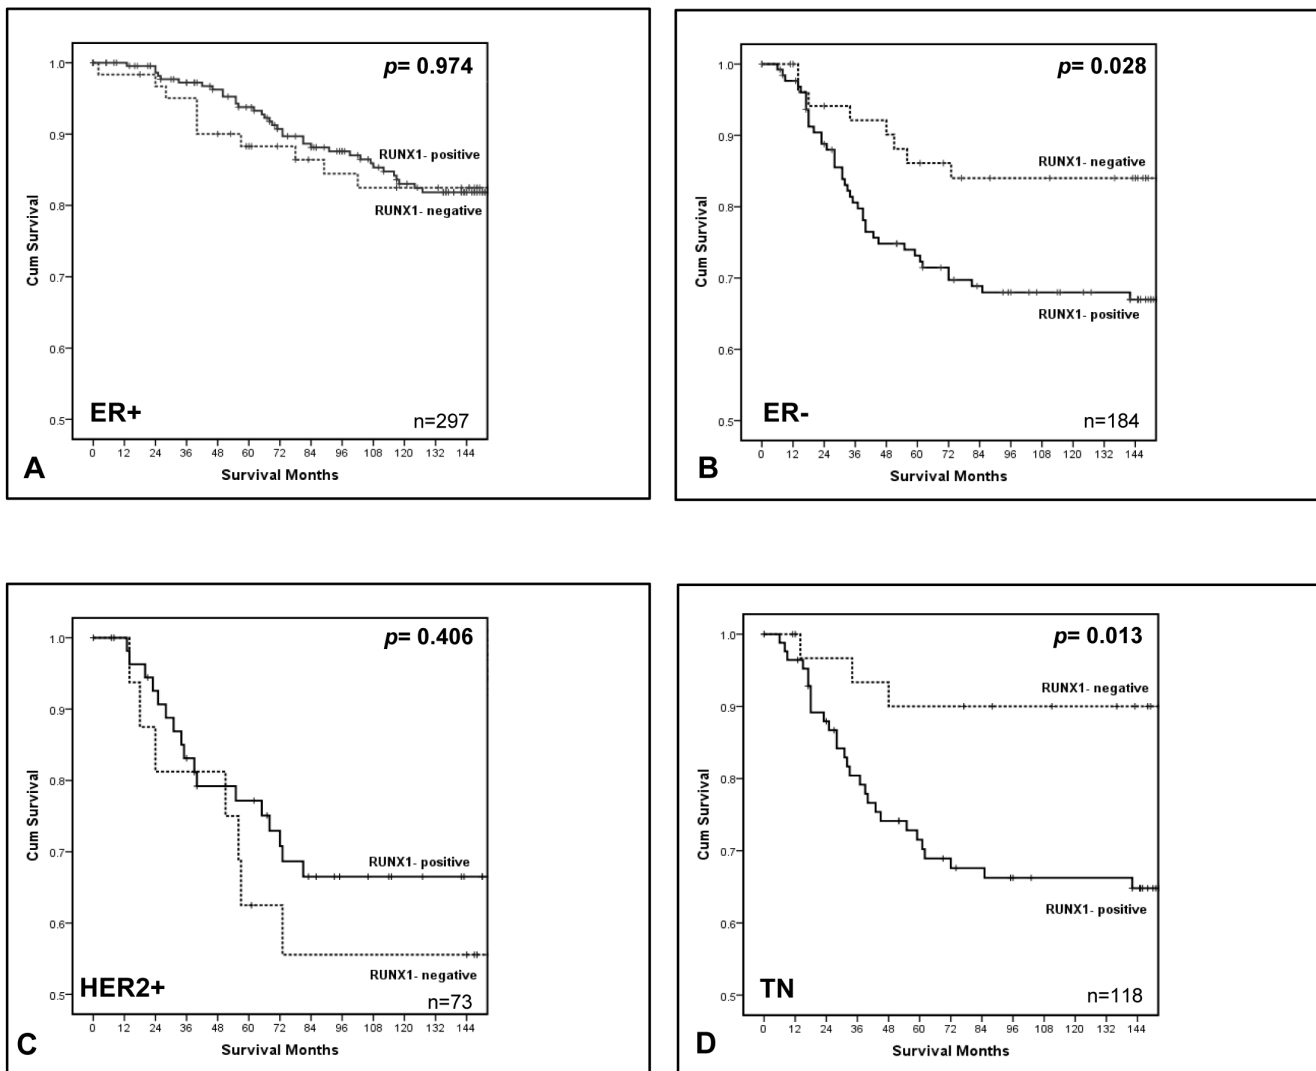 p= 0.974
1.0
0.9
0.8
0.7
0.6
0.5
Cum Survival
RUNX1- positive
RUNX1- negative
ER+
n=297
0 12 24 36 48 60 72 84 96 108 120 132 144
Survival Months
A
p= 0.028
1.0
0.9
0.8
0.7
0.6
0.5
Cum Survival
RUNX1- negative
RUNX1- positive
ER-
n=184
0 12 24 36 48 60 72 84 96 108 120 132 144
Survival Months
B
p= 0.406
1.0
0.9
0.8
0.7
0.6
0.5
Cum Survival
RUNX1- positive
RUNX1- negative
HER2+
n=73
0 12 24 36 48 60 72 84 96 108 120 132 144
Survival Months
C
p= 0.013
1.0
0.9
0.8
0.7
0.6
0.5
Cum Survival
RUNX1- negative
RUNX1- positive
TN
n=118
0 12 24 36 48 60 72 84 96 108 120 132 144
Survival Months
D